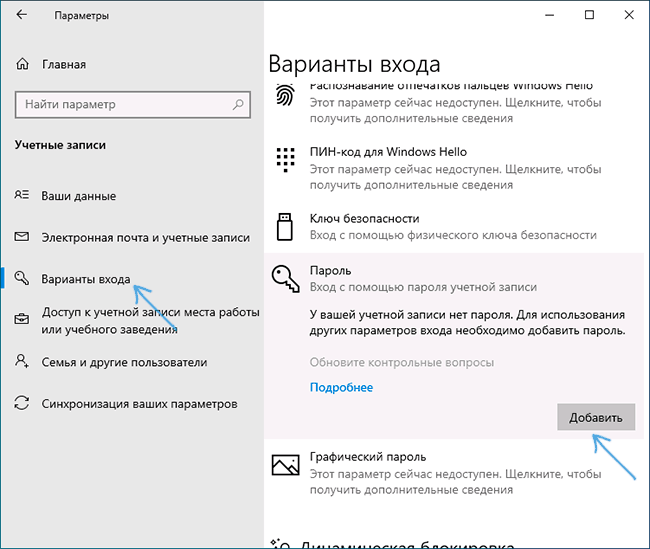 Параметры
Главная
Найти параметр
Учетные записи
Ваши данные
Электронная почта и учетные записи
Варианты входа
Доступ к учетной записи места работы
или учебного заведения
Семья и другие пользователи
Синхронизация ваших параметров
Варианты входа
Распознавание отпечатков пальцев Windows Hello
Этот параметр сейчас недоступен. Щелкните, чтобы
получить дополнительные сведения
ПИН-код для Windows Hello
Этот параметр сейчас недоступен. Щелкните, чтобы
получить дополнительные сведения
Ключ безопасности
Вход с помощью физического ключа безопасности
Пароль
Вход с помощью пароля учетной записи
У вашей учетной записи нет пароля. Для использования
других параметров входа необходимо добавить пароль.
Обновите контрольные вопросы
Подробнее
Добавить
Графический пароль
Этот параметр сейчас недоступен. Щелкните, чтобы
получить дополнительные сведения
Динамическая блокировка